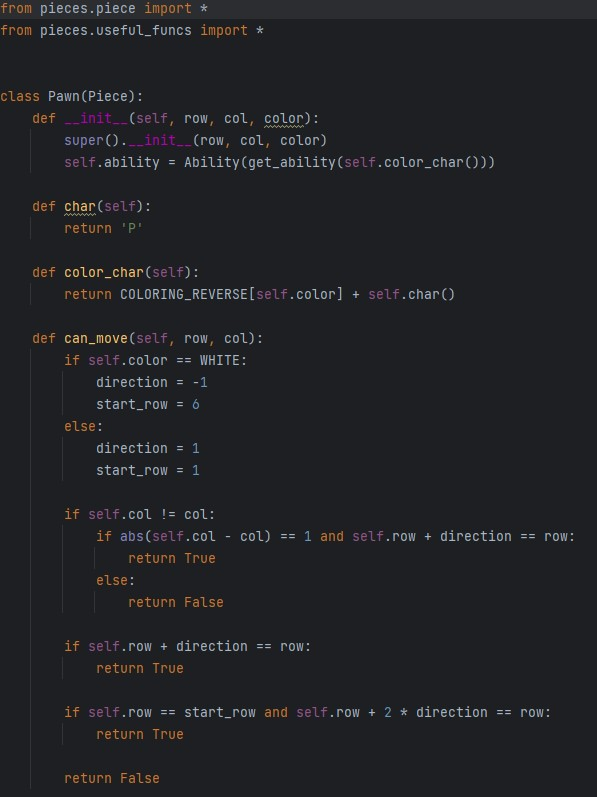 from pieces.piece import *
from pieces.useful_funcs import *
class Pawn(Piece):
    def __init__(self, row, col, color):
        super().__init__(row, col, color)
        self.ability = Ability(get_ability(self.color_char()))
    def char(self):
        return 'P'
    def color_char(self):
        return COLORING_REVERSE[self.color] + self.char()
    def can_move(self, row, col):
        if self.color == WHITE:
            direction = -1
            start_row = 6
        else:
            direction = 1
            start_row = 1
        if self.col != col:
            if abs(self.col - col) == 1 and self.row + direction == row:
                return True
            else:
                return False
        if self.row + direction == row:
            return True
        if self.row == start_row and self.row + 2 * direction == row:
            return True
        return False